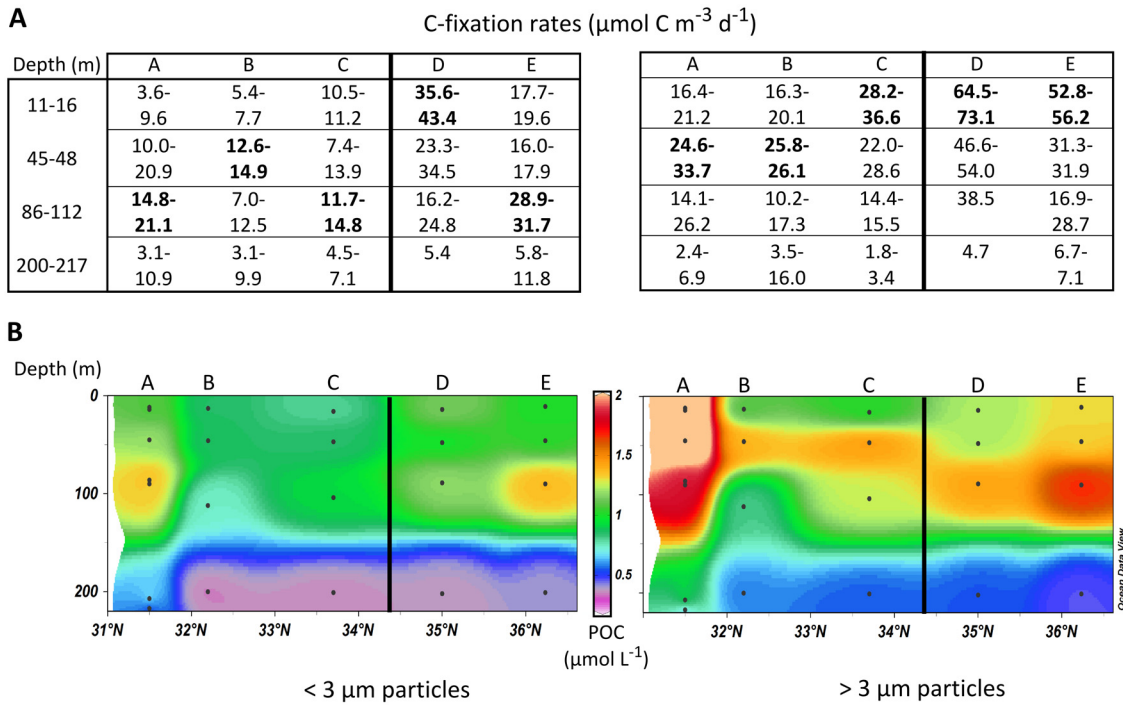 A
C-fixation rates (µmol C m-3 d-1)
Depth (m) A B C D E A B C D E
11-16 3.6- 5.4- 10.5- 35.6- 17.7- 16.4- 16.3- 28.2- 64.5- 52.8-
9.6 7.7 11.2 43.4 19.6 21.2 20.1 36.6 73.1 56.2
45-48 10.0- 12.6- 7.4- 23.3- 16.0- 24.6- 25.8- 22.0- 46.6- 31.3-
20.9 14.9 13.9 34.5 17.9 33.7 26.1 28.6 54.0 31.9
86-112 14.8- 7.0- 11.7- 16.2- 28.9- 14.1- 10.2- 14.4- 38.5 16.9-
21.1 12.5 14.8 24.8 31.7 26.2 17.3 15.5 28.7
200-217 3.1- 3.1- 4.5- 5.4 5.8- 2.4- 3.5- 1.8- 4.7 6.7-
10.9 9.9 7.1 11.8 6.9 16.0 3.4 7.1
B
Depth (m) A B C D E A B C D E
0 2
1.5
100 1
0.5
200
Ocean Data View
31°N 32°N 33°N 34°N 35°N 36°N POC 32°N 33°N 34°N 35°N 36°N
(µmol L-1)
< 3 µm particles > 3 µm particles